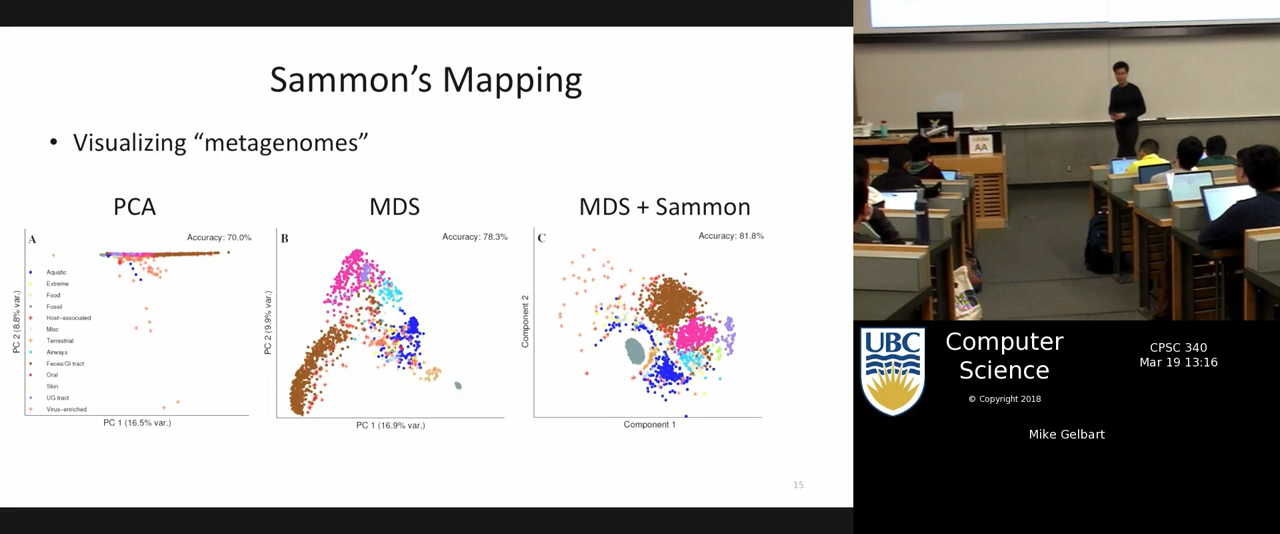 Sammon's Mapping
• Visualizing “metagenomes”
PCA
MDS
MDS + Sammon
A
Accuracy: 70.0%
Aquatic
Extreme
Food
Fossil
Host−associated
Misc
Terrestrial
Airways
Feces/GI tract
Oral
Skin
UG tract
Virus−enriched
PC 2 (8.8% var.)
PC 1 (16.5% var.)
B
Accuracy: 78.3%
PC 2 (9.9% var.)
PC 1 (16.9% var.)
C
Accuracy: 81.8%
Component 2
Component 1
15
AA
UBC
Computer
Science
© Copyright 2018
CPSC 340
Mar 19 13:16
Mike Gelbart